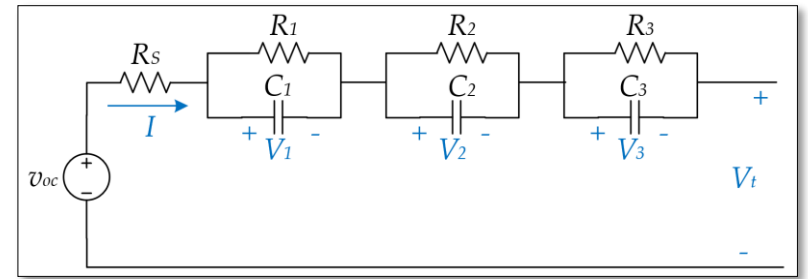 R1 R2 R3
Rs
C1 C2 C3
I
+ - + - + -
V1 V2 V3
+
voc
+
-
Vt
-